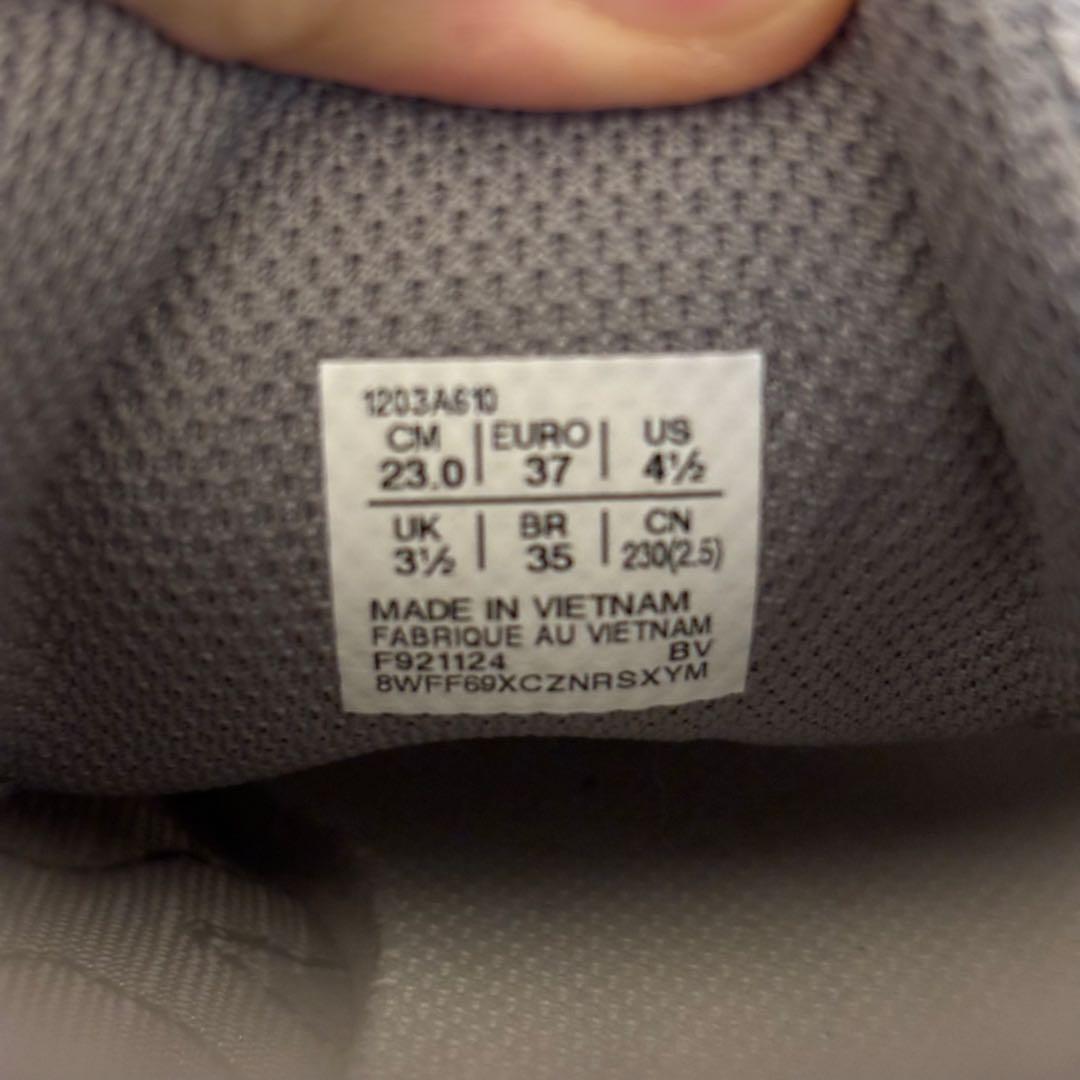 1203A610
CM | EURO | US
23.0 | 37 | 4½
UK | BR | CN
3½ | 35 | 230(2.5)
MADE IN VIETNAM
FABRIQUE AU VIETNAM
F921124 BV
8WFF69XCZNRSXYM